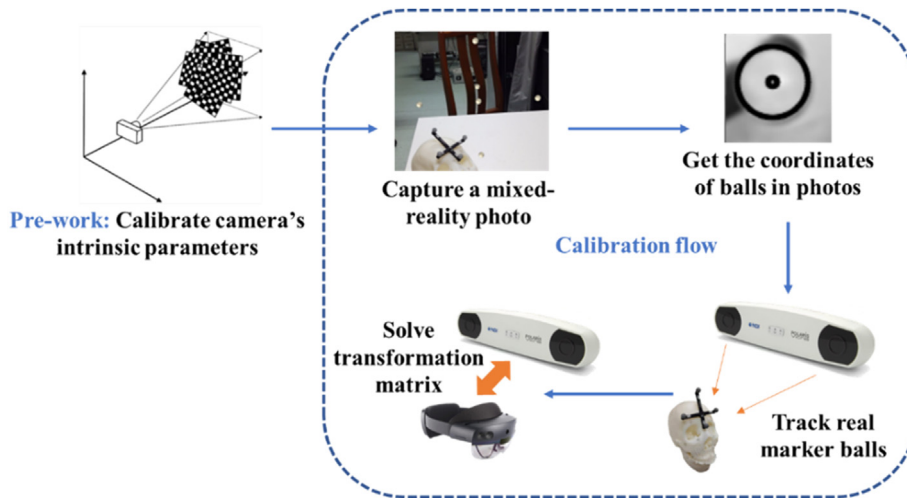 Capture a mixed-
reality photo
Get the coordinates
of balls in photos
Pre-work: Calibrate camera's
intrinsic parameters
Calibration flow
Solve
transformation
matrix
Track real
marker balls